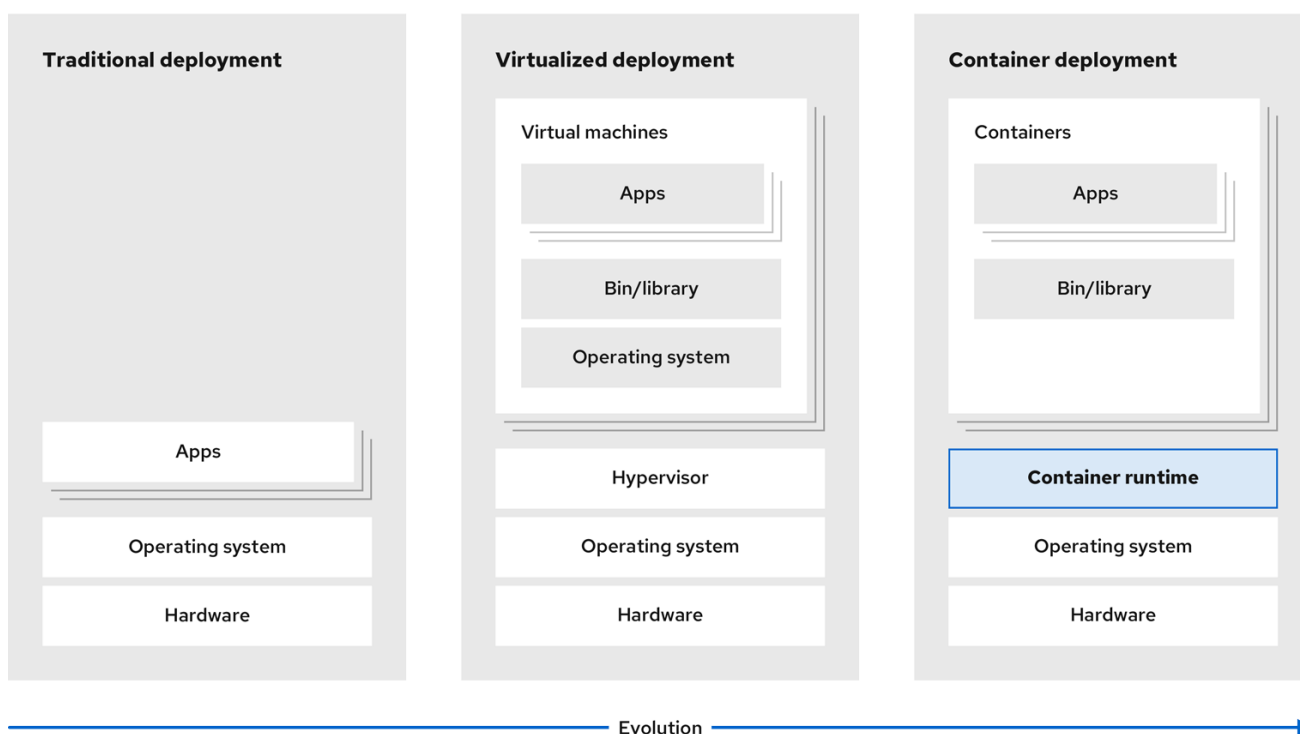 Traditional deployment
Apps
Operating system
Hardware
Virtualized deployment
Virtual machines
Apps
Bin/library
Operating system
Hypervisor
Operating system
Hardware
Container deployment
Containers
Apps
Bin/library
Container runtime
Operating system
Hardware
Evolution